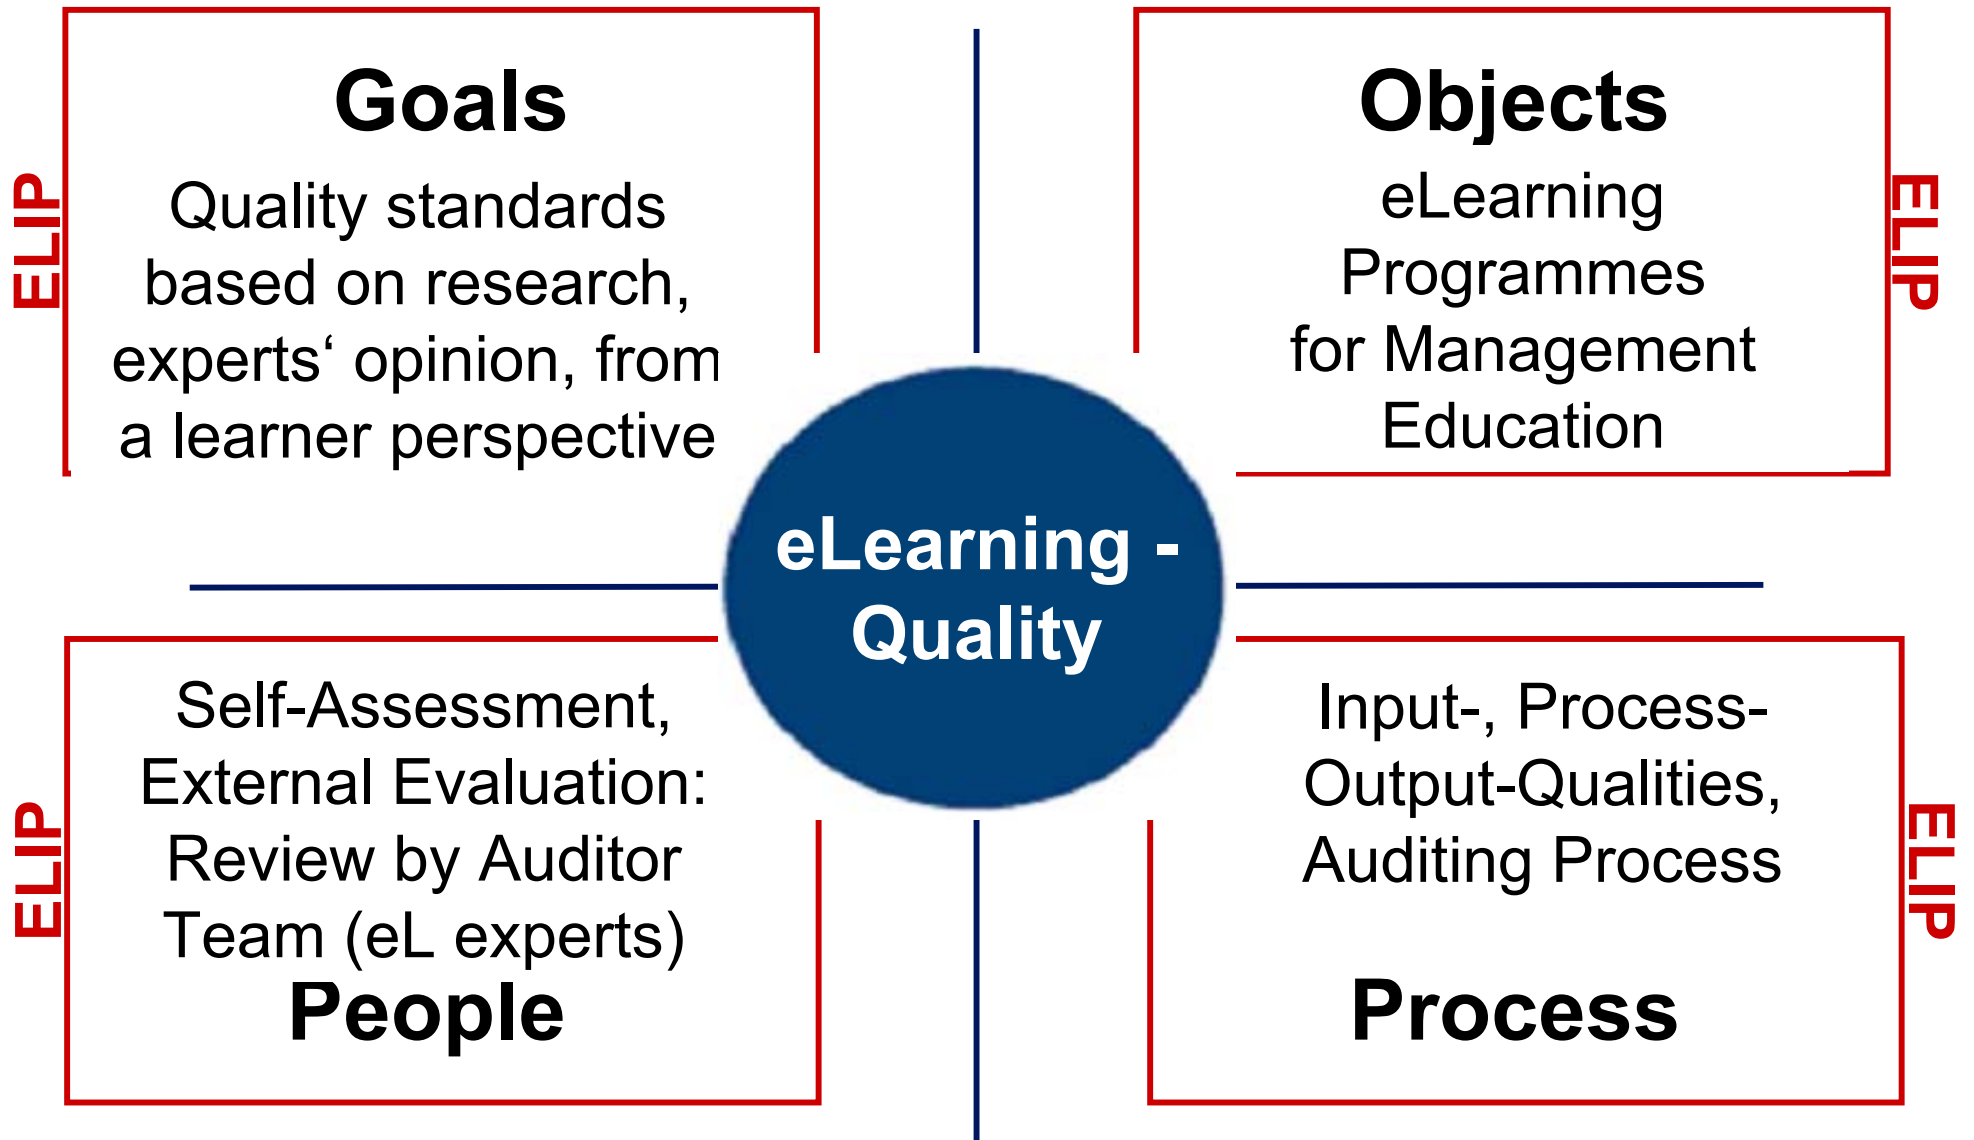 Goals
Quality standards
based on research,
experts‘ opinion, from
a learner perspective
ELIP
Objects
eLearning
Programmes
for Management
Education
ELIP
eLearning -
Quality
Self-Assessment,
External Evaluation:
Review by Auditor
Team (eL experts)
People
ELIP
Input-, Process-
Output-Qualities,
Auditing Process
Process
ELIP